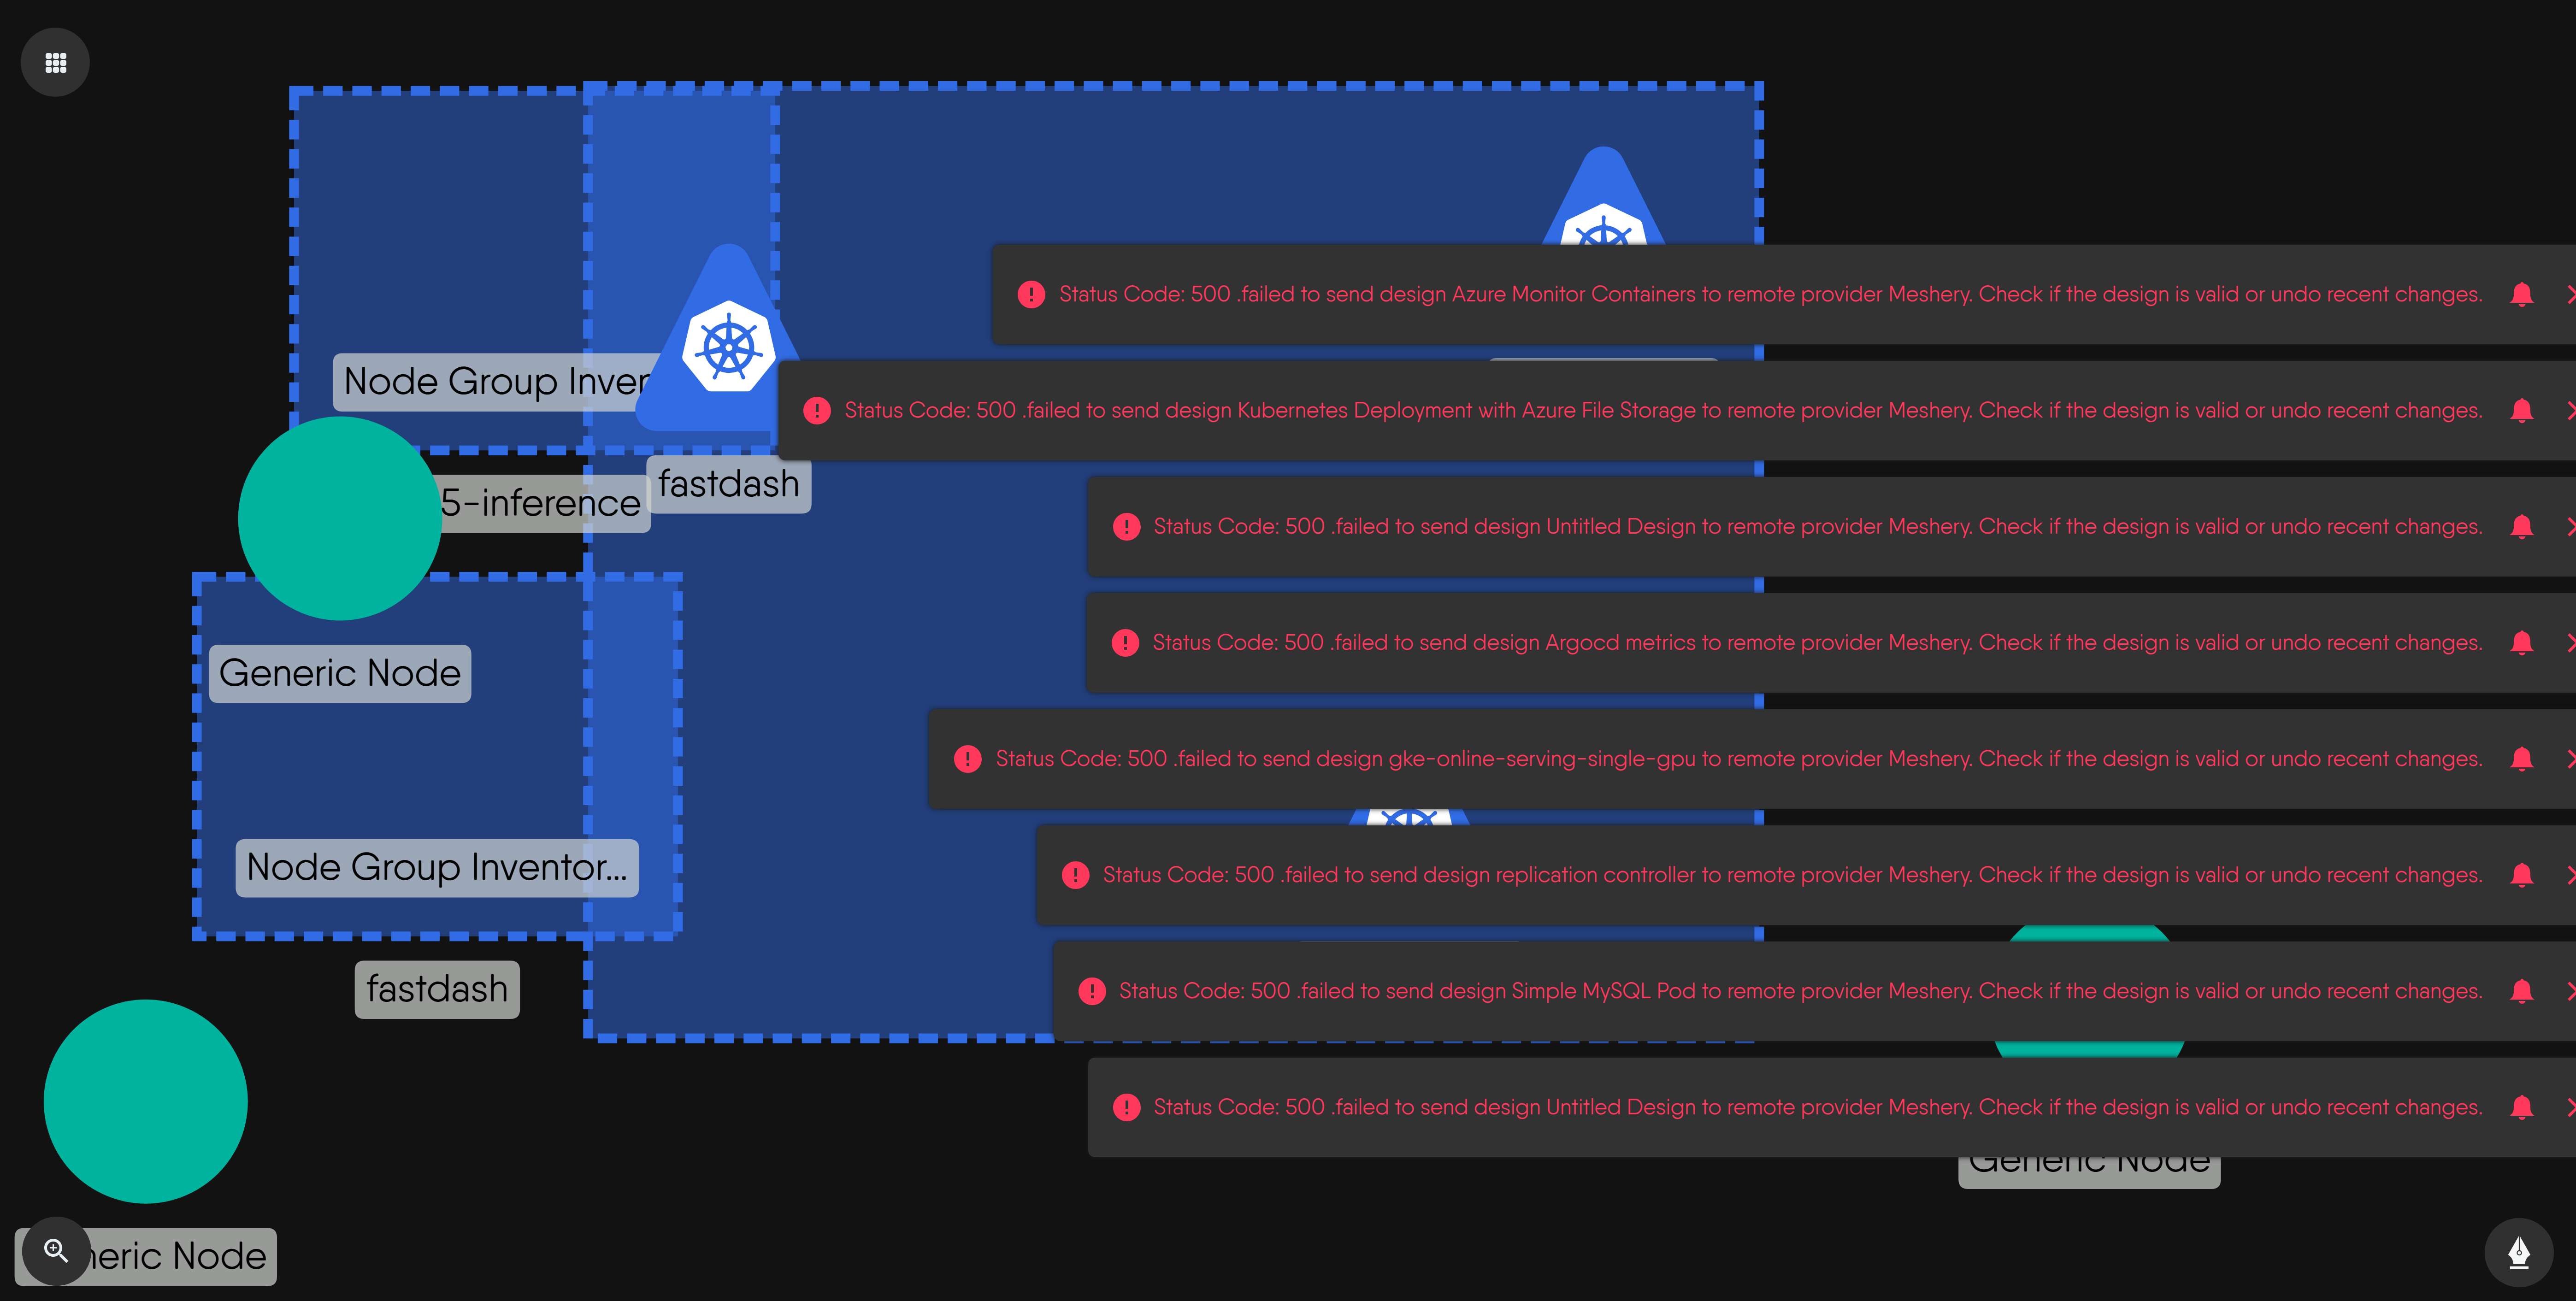 Status Code: 500 .failed to send design Azure Monitor Containers to remote provider Meshery. Check if the design is valid or undo recent changes.
Node Group Inver
Status Code: 500 .failed to send design Kubernetes Deployment with Azure File Storage to remote provider Meshery. Check if the design is valid or undo recent changes.
5-inference
fastdash
Status Code: 500 .failed to send design Untitled Design to remote provider Meshery. Check if the design is valid or undo recent changes.
Status Code: 500 .failed to send design Argocd metrics to remote provider Meshery. Check if the design is valid or undo recent changes.
Generic Node
Status Code: 500 .failed to send design gke-online-serving-single-gpu to remote provider Meshery. Check if the design is valid or undo recent changes.
Node Group Inventor...
Status Code: 500 .failed to send design replication controller to remote provider Meshery. Check if the design is valid or undo recent changes.
fastdash
Status Code: 500 .failed to send design Simple MySQL Pod to remote provider Meshery. Check if the design is valid or undo recent changes.
Status Code: 500 .failed to send design Untitled Design to remote provider Meshery. Check if the design is valid or undo recent changes.
Generic Node
neric Node